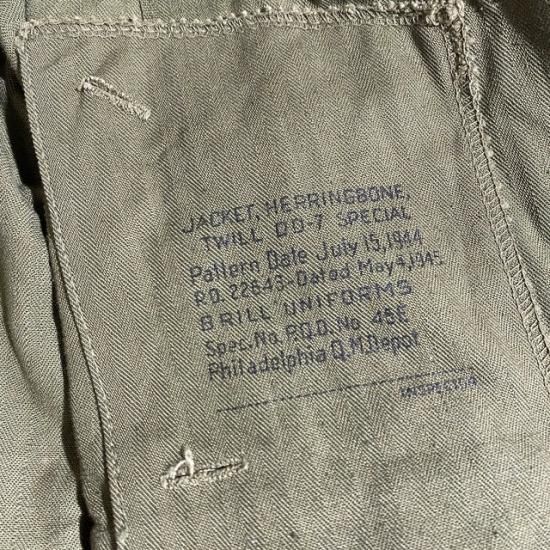 JACKET, HERRINGBONE,
TWILL OD-7 SPECIAL
Pattern Date July 15, 1944
P.O. 22643-Dated May 4, 1945
BRILL UNIFORMS
Spec. No. P.Q.D. No 45E
Philadelphia Q.M. Depot
INSPECTOR